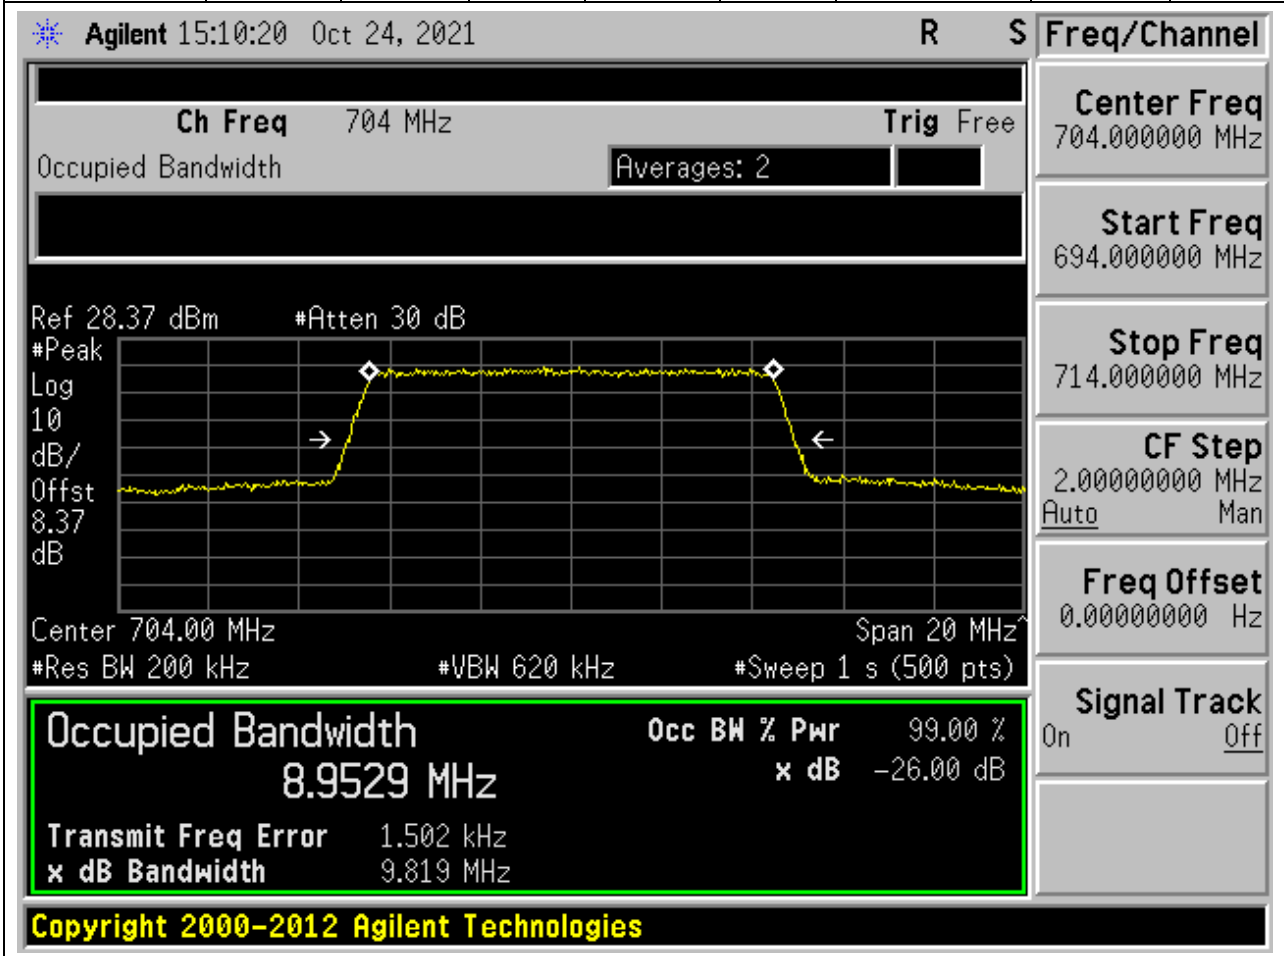 Agilent 15:10:20 Oct 24, 2021 R S
Freq/Channel
Ch Freq 704 MHz Trig Free
Occupied Bandwidth Averages: 2
Center Freq
704.000000 MHz
Start Freq
694.000000 MHz
Stop Freq
714.000000 MHz
CF Step
2.00000000 MHz
Auto Man
Freq Offset
0.00000000 Hz
Signal Track
On Off
Ref 28.37 dBm #Atten 30 dB
#Peak
Log
10
dB/
Offst
8.37
dB
Center 704.00 MHz Span 20 MHz^
#Res BW 200 kHz #VBW 620 kHz #Sweep 1 s (500 pts)
Occupied Bandwidth Occ BW % Pwr 99.00 %
8.9529 MHz x dB -26.00 dB
Transmit Freq Error 1.502 kHz
x dB Bandwidth 9.819 MHz
Copyright 2000-2012 Agilent Technologies